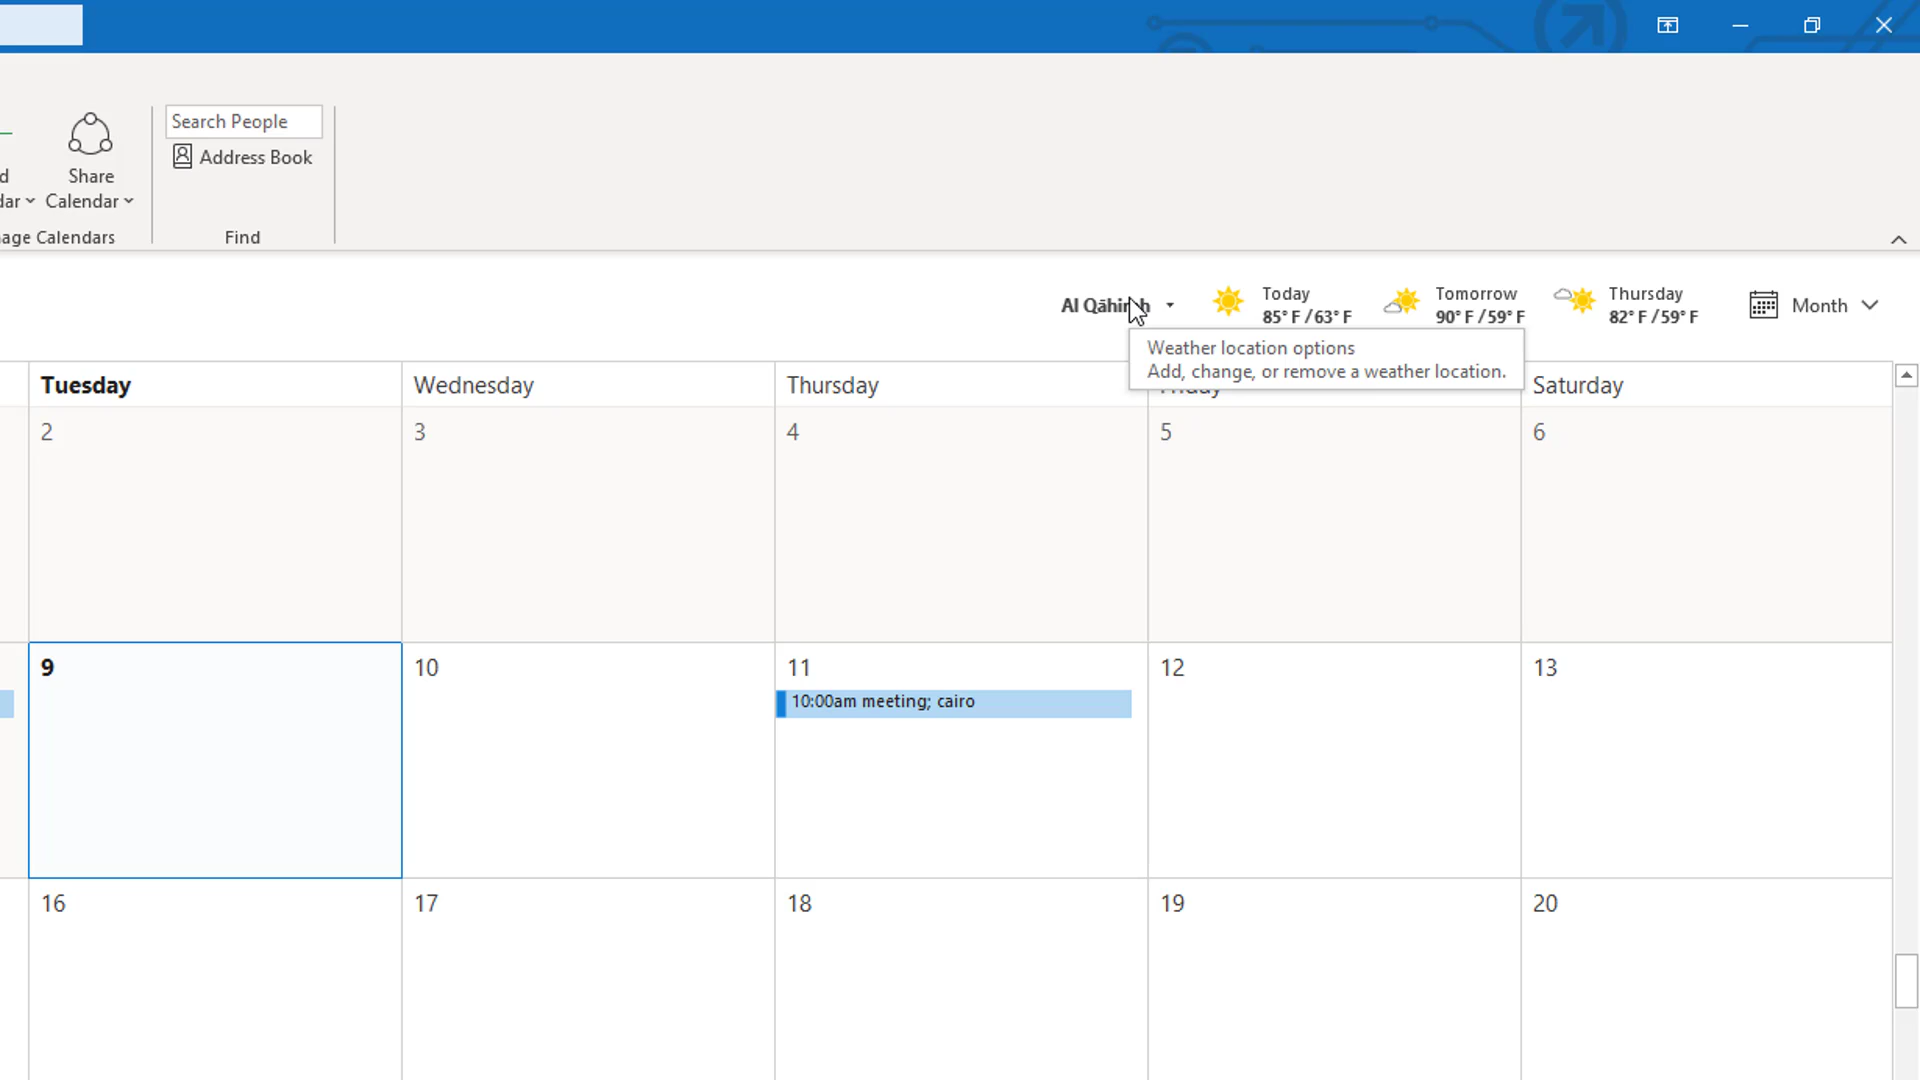 Search People
Address Book
Share
Calendar
Calendars
Find
Today
85° F / 63° F
Tomorrow
90° F / 59° F
Thursday
82° F / 59° F
Month
Weather location options
Add, change, or remove a weather location.
Tuesday
Wednesday
Thursday
Saturday
2
3
4
5
6
9
10
11
12
13
10:00am meeting; cairo
16
17
18
19
20